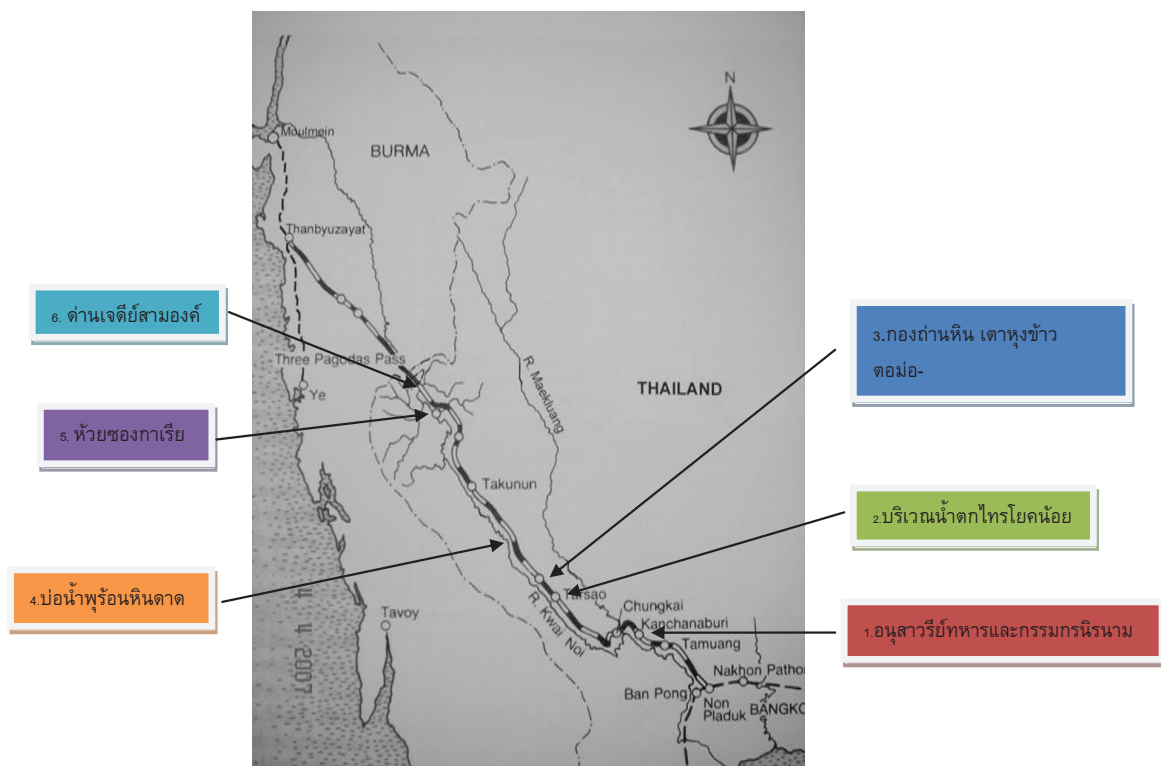 N
Moulmein
BURMA
Thanbyuzayat
6. ด่านเจดีย์สามองค์
3.กองถ่านหิน เตาหุงข้าว
ตอม่อ-
Three Pagodas Pass
R. Maekluang
THAILAND
Ye
5. ห้วยซองกาเรีย
Takunun
2.บริเวณน้ำตกไทรโยคน้อย
4.บ่อน้ำพุร้อนหินดาด
Tarsao
R. Kwai Noi
Tavoy
Chungkai
Kanchanaburi
1.อนุสาวรีย์ทหารและกรรมกรนิรนาม
Tamuang
Nakhon Pathon
Ban Pong
Non
Pladuk
BANGKO
4 4 2007